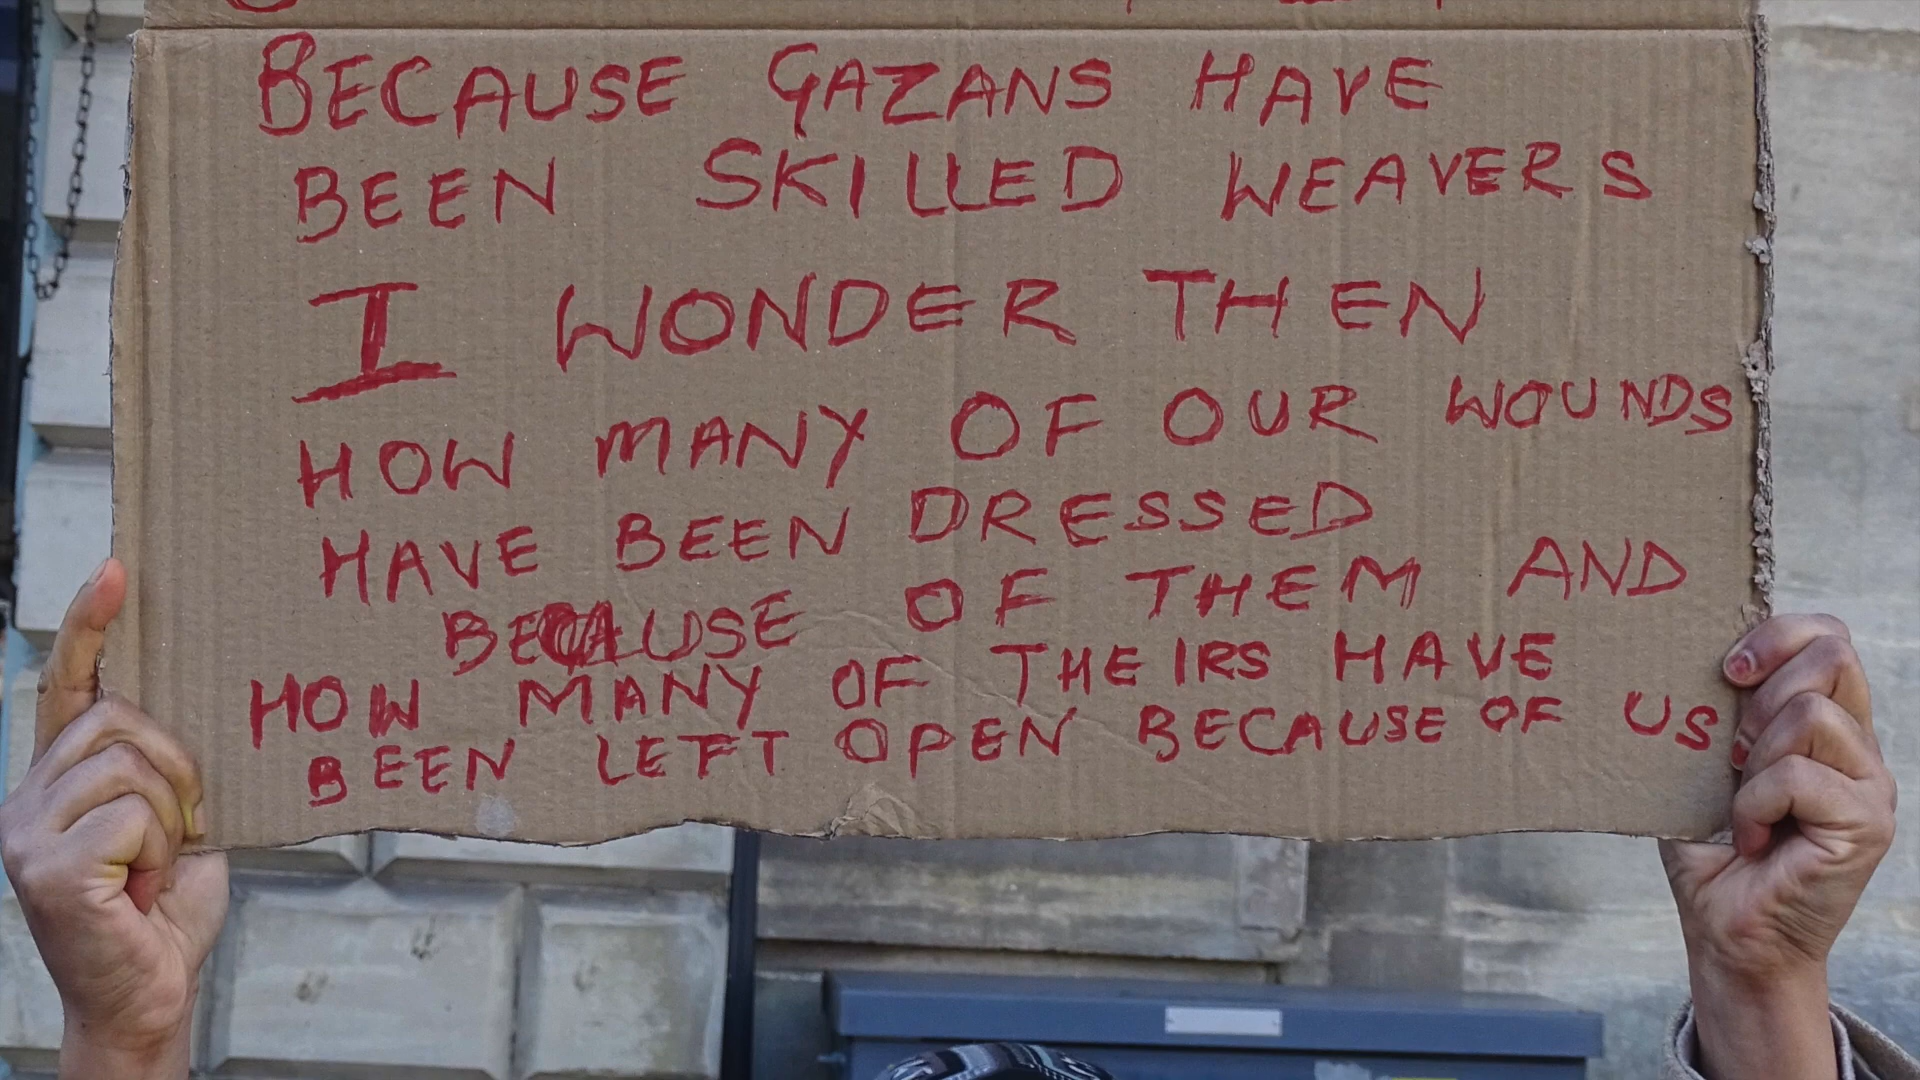 BECAUSE GAZANS HAVE
BEEN SKILLED WEAVERS
I WONDER THEN
HOW MANY OF OUR WOUNDS
HAVE BEEN DRESSED
BECAUSE OF THEM AND
HOW MANY OF THEIRS HAVE
BEEN LEFT OPEN BECAUSE OF US